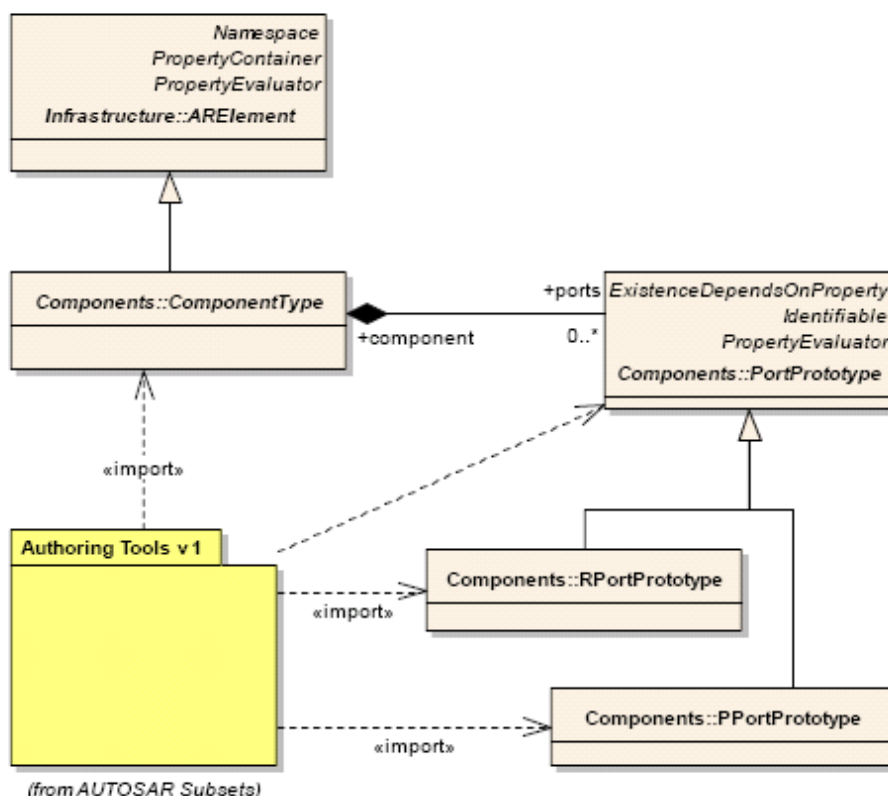 Namespace
PropertyContainer
PropertyEvaluator
Infrastructure::ARElement
Components::ComponentType
+ports
+component
0..*
ExistenceDependsOnProperty
Identifiable
PropertyEvaluator
Components::PortPrototype
«import»
Authoring Tools v1
Components::RPortPrototype
«import»
Components::PPortPrototype
«import»
(from AUTOSAR Subsets)